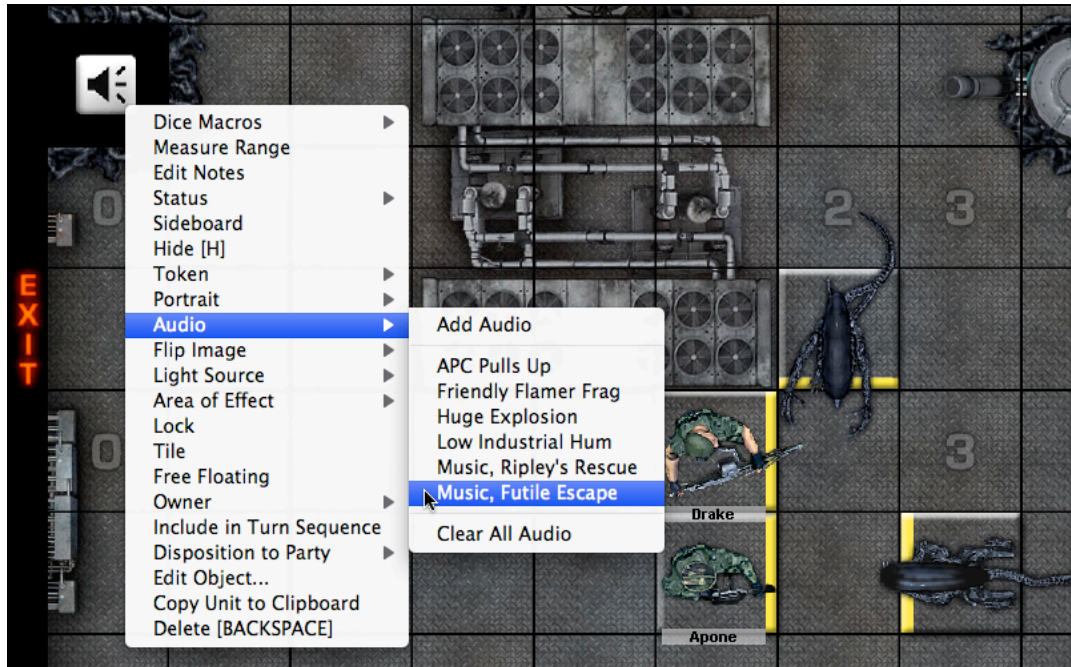 Dice Macros
Measure Range
Edit Notes
Status
Sideboard
Hide [H]
Token
Portrait
Audio
Flip Image
Light Source
Area of Effect
Lock
Tile
Free Floating
Owner
Include in Turn Sequence
Disposition to Party
Edit Object...
Copy Unit to Clipboard
Delete [BACKSPACE]
Add Audio
APC Pulls Up
Friendly Flamer Frag
Huge Explosion
Low Industrial Hum
Music, Ripley's Rescue
Music, Futile Escape
Clear All Audio
EXIT
0
2
3
0
3
Drake
Apone